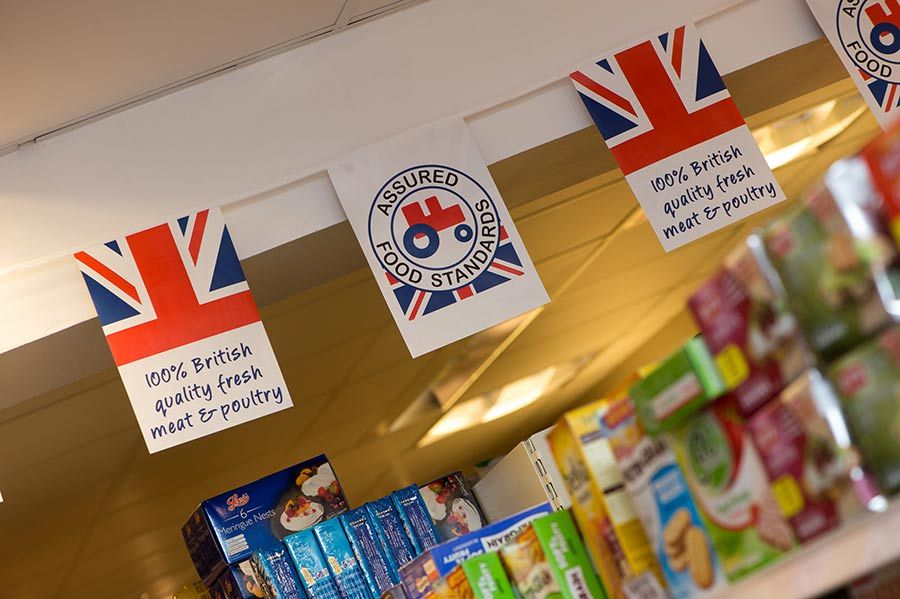 100% British
quality fresh
meat & poultry
ASSURED
FOOD STANDARDS
100% British
quality fresh
meat & poultry
ASSURED
FOOD
6
Meringue Nests